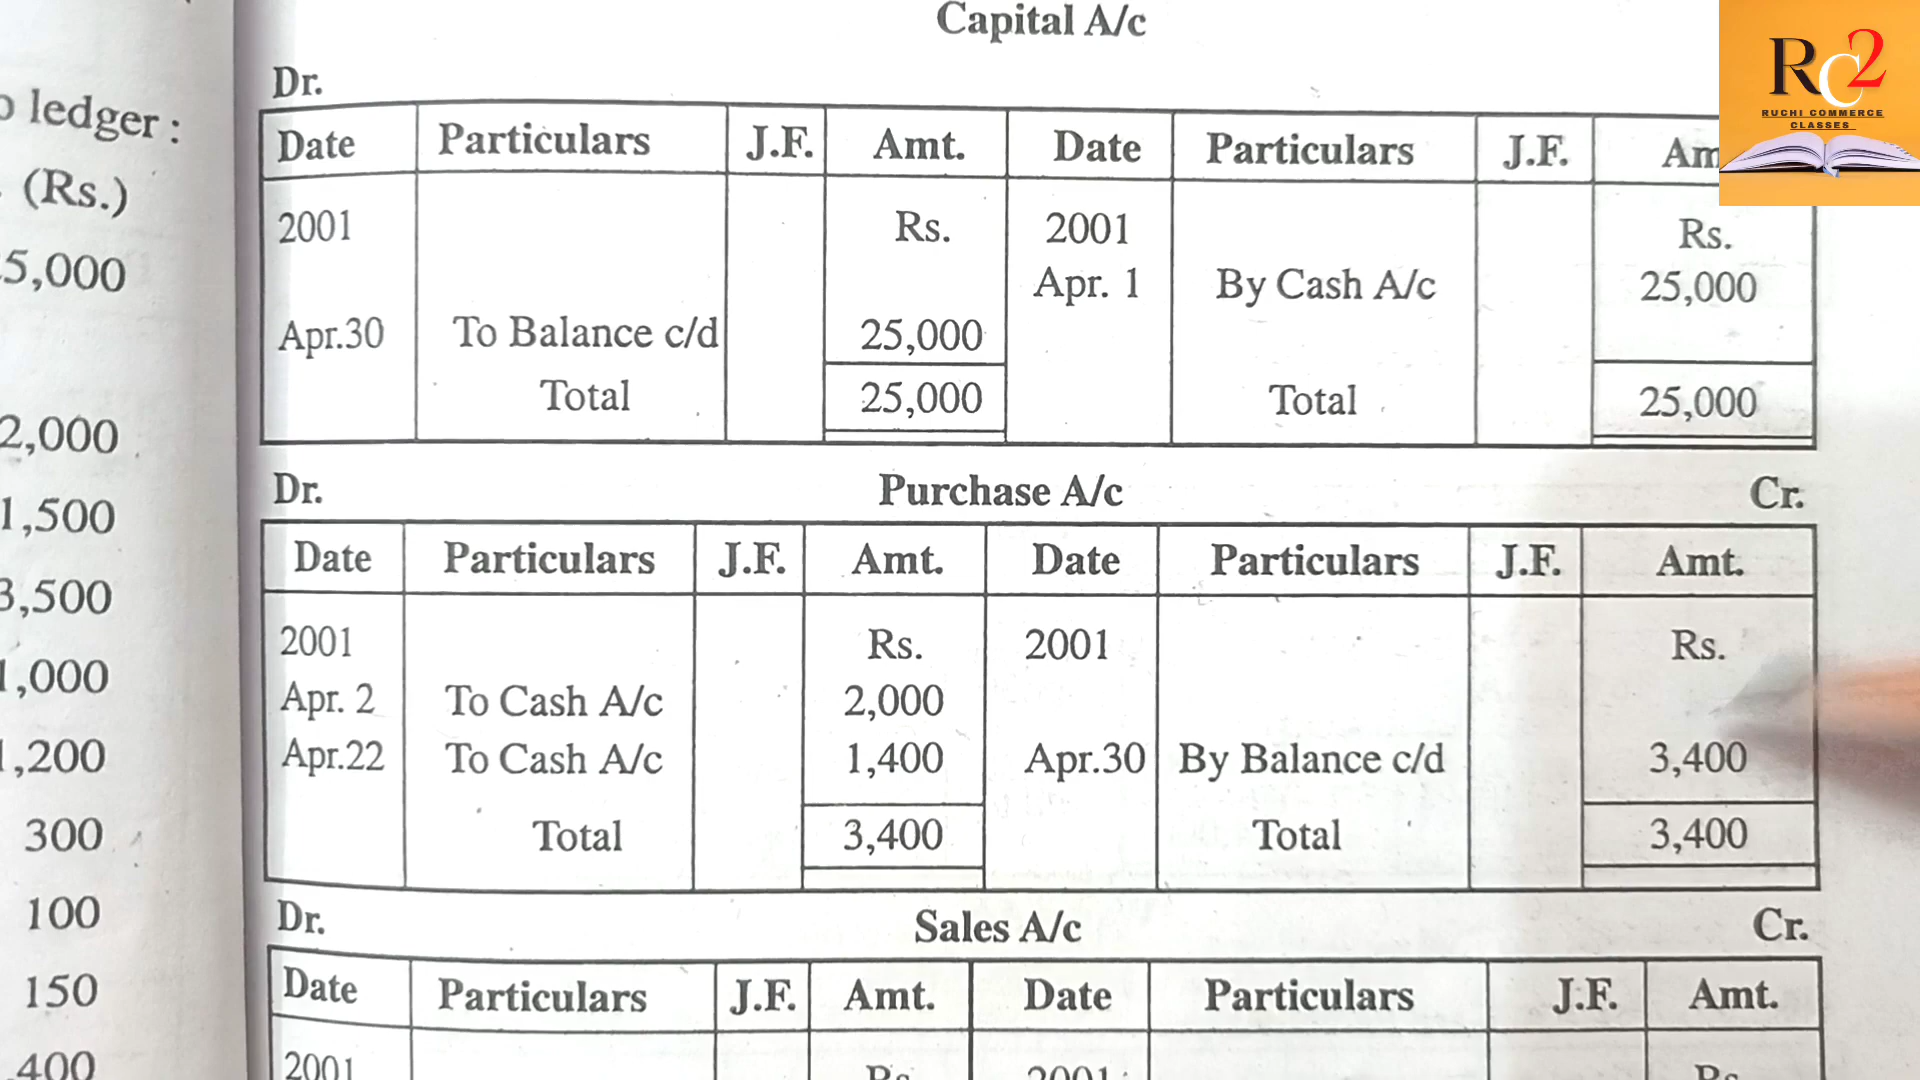 Capital A/c
Dr.
Date Particulars J.F. Amt. Date Particulars J.F.
2001 Rs. 2001 Rs.
Apr. 1 By Cash A/c 25,000
Apr.30 To Balance c/d 25,000
Total 25,000 Total 25,000
Dr. Purchase A/c Cr.
Date Particulars J.F. Amt. Date Particulars J.F. Amt.
2001 Rs. 2001 Rs.
Apr. 2 To Cash A/c 2,000
Apr.22 To Cash A/c 1,400 Apr.30 By Balance c/d 3,400
Total 3,400 Total 3,400
Dr. Sales A/c Cr.
Date Particulars J.F. Amt. Date Particulars J.F. Amt.
2001 Rs. 2001 Rs.
ledger :
(Rs.)
5,000
2,000
1,500
3,500
1,000
1,200
300
100
150
400
RC2
RUCHI COMMERCE
CLASSES